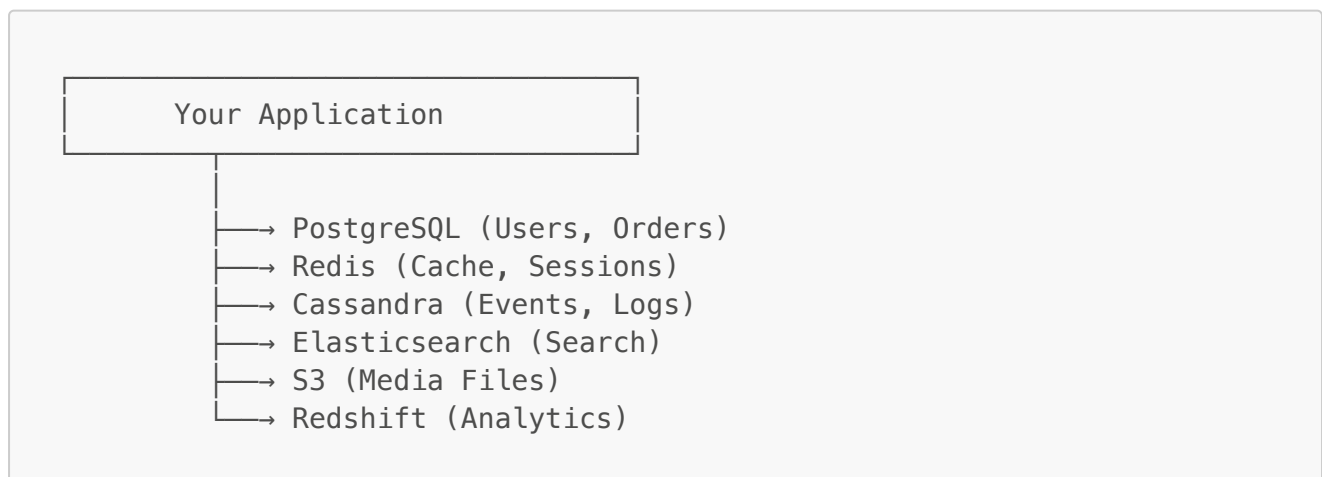 Your Application
PostgreSQL (Users, Orders)
Redis (Cache, Sessions)
Cassandra (Events, Logs)
Elasticsearch (Search)
S3 (Media Files)
Redshift (Analytics)